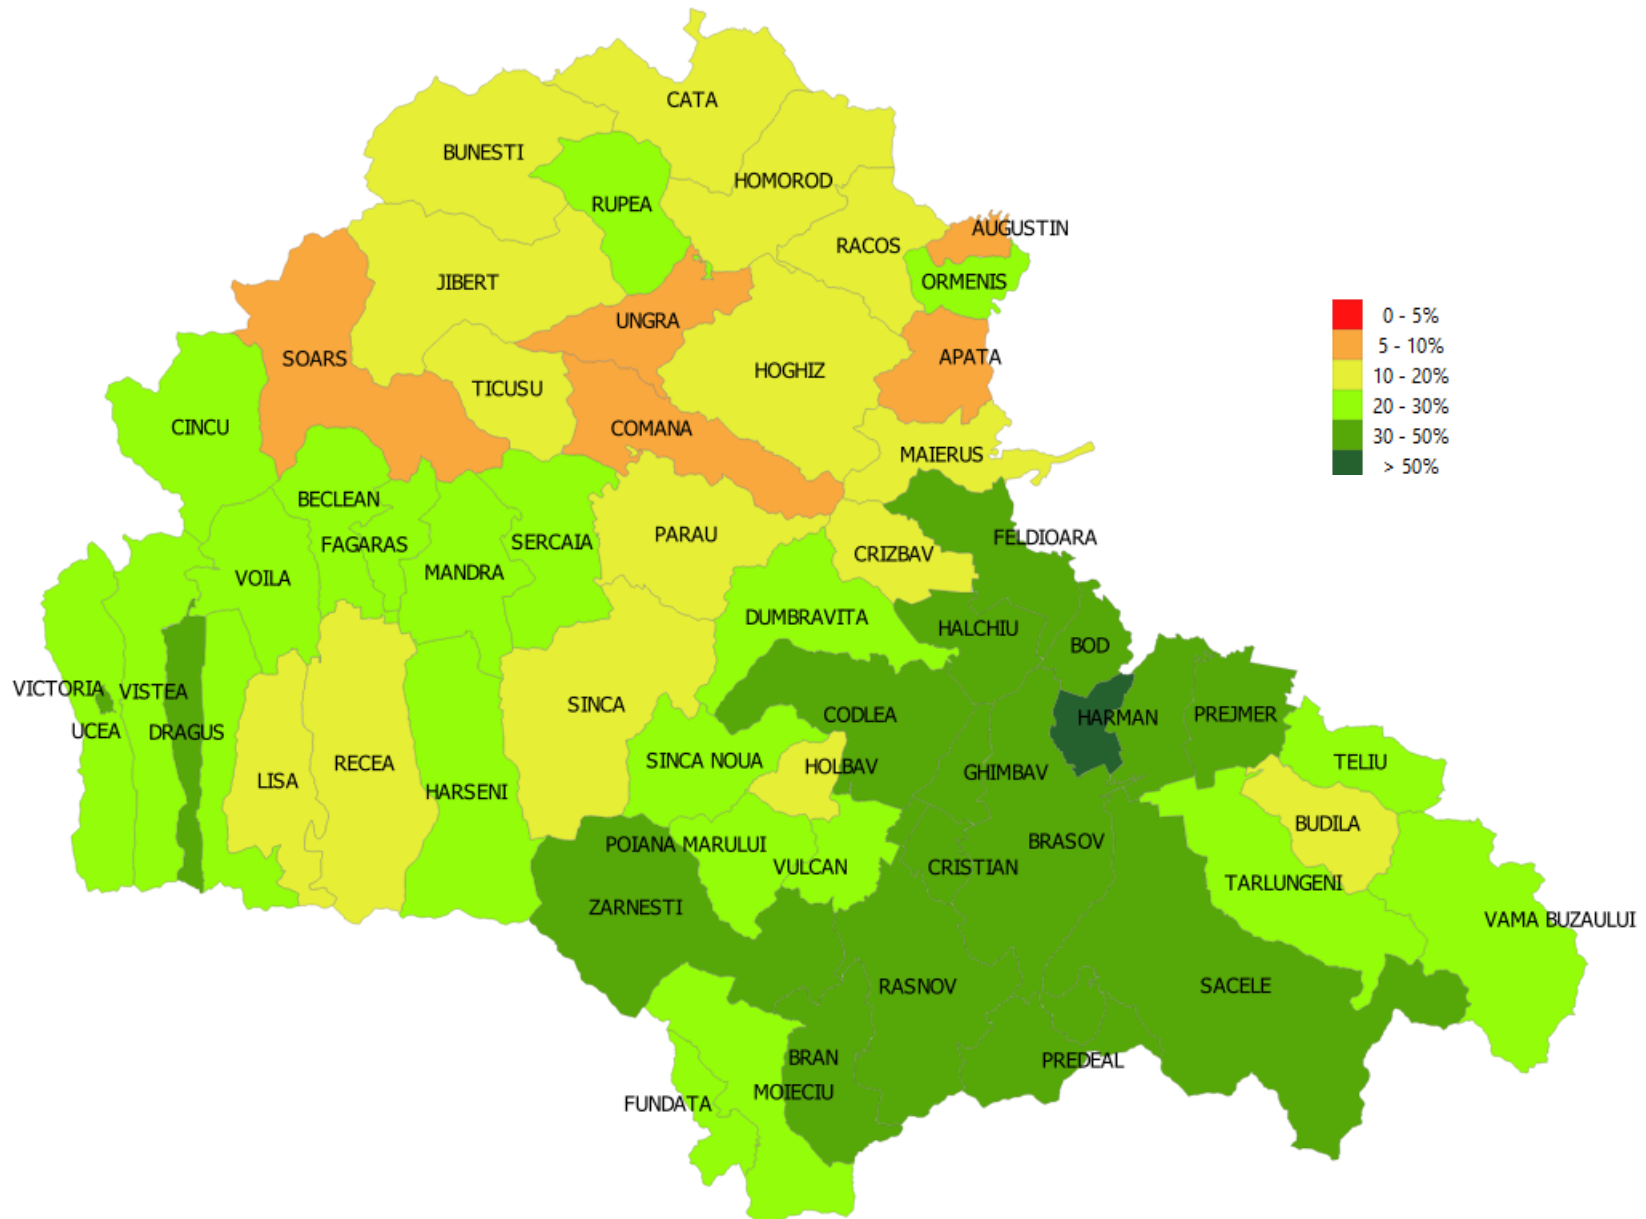 CATA
BUNESTI
HOMOROD
RUPEA
AUGUSTIN
RACOS
JIBERT
ORMENIS
UNGRA
SOARS
APATA
HOGHIZ
TICUSU
CINCU
COMANA
MAIERUS
BECLEAN
PARAU
FELDIOARA
SERCAIA
FAGARAS
CRIZBAV
MANDRA
VOILA
DUMBRAVITA
HALCHIU
BOD
VICTORIA
VISTEA
SINCA
CODLEA
HARMAN
PREJMER
UCEA
DRAGUS
SINCA NOUA
RECEA
HOLBAV
GHIMBAV
TELIU
LISA
HARSENI
BUDILA
POIANA MARULUI
BRASOV
VULCAN
CRISTIAN
TARLUNGENI
ZARNESTI
VAMA BUZAULUI
RASNOV
SACELE
BRAN
PREDEAL
MOIECIU
FUNDATA
0 - 5%
5 - 10%
10 - 20%
20 - 30%
30 - 50%
> 50%